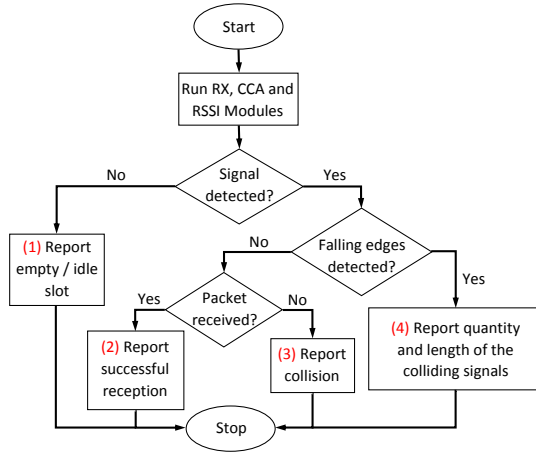 Start
Run RX, CCA and
RSSI Modules
No
Signal
detected?
Yes
(1) Report
empty / idle
slot
No
Falling edges
detected?
Yes
Yes
Packet
received?
No
(2) Report
successful
reception
(3) Report
collision
(4) Report quantity
and length of the
colliding signals
Stop